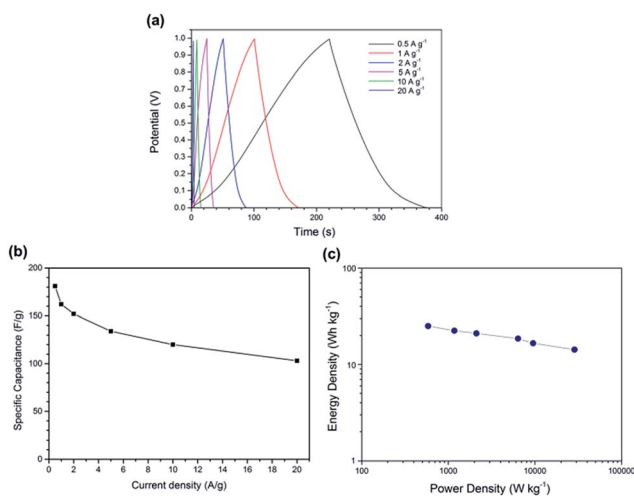 (a)
1.0
0.9
0.8
0.7
0.6
0.5
0.4
0.3
0.2
0.1
0.0
Potential (V)
0.5 A g⁻¹
1 A g⁻¹
2 A g⁻¹
5 A g⁻¹
10 A g⁻¹
20 A g⁻¹
0 100 200 300 400
Time (s)
(b)
200
150
100
50
0
Specific Capacitance (F/g)
0 2 4 6 8 10 12 14 16 18 20
Current density (A/g)
(c)
100
10
1
Energy Density (Wh kg⁻¹)
100 1000 10000 100000
Power Density (W kg⁻¹)